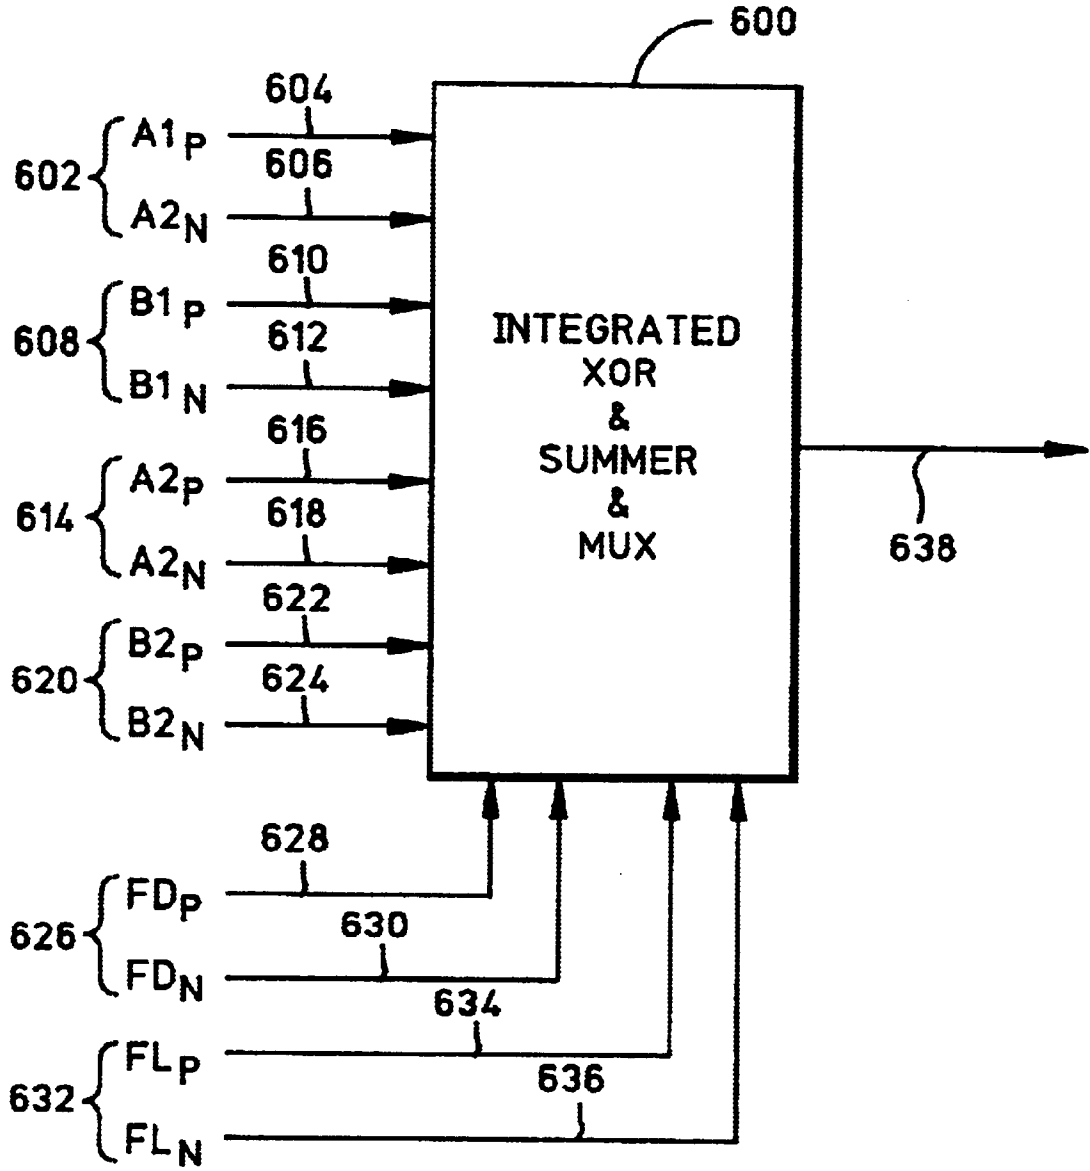 600
604
A1P
602
606
A2N
610
B1P
608
612
B1N
616
A2P
614
618
A2N
622
B2P
620
624
B2N
INTEGRATED
XOR
&
SUMMER
&
MUX
638
628
FDP
626
630
FDN
634
FLP
632
636
FLN